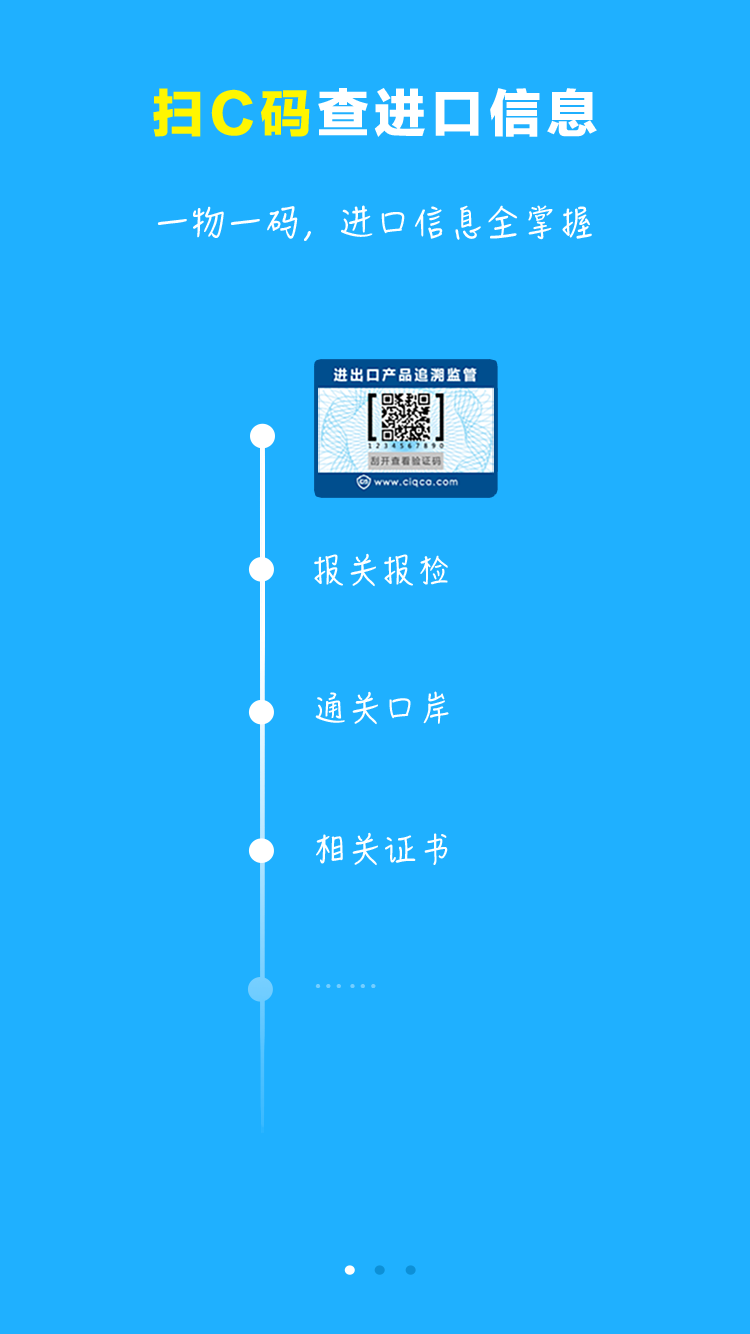 扫C码查进口信息
一物一码，进口信息全掌握
进出口产品追溯监管
1234567890
刮开查看验证码
www.ciqca.com
报关报检
通关口岸
相关证书
……